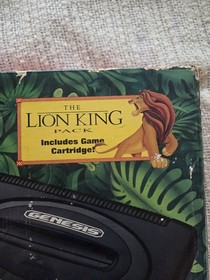 THE
LION KING
PACK
Includes Game
Cartridge!
GENESIS